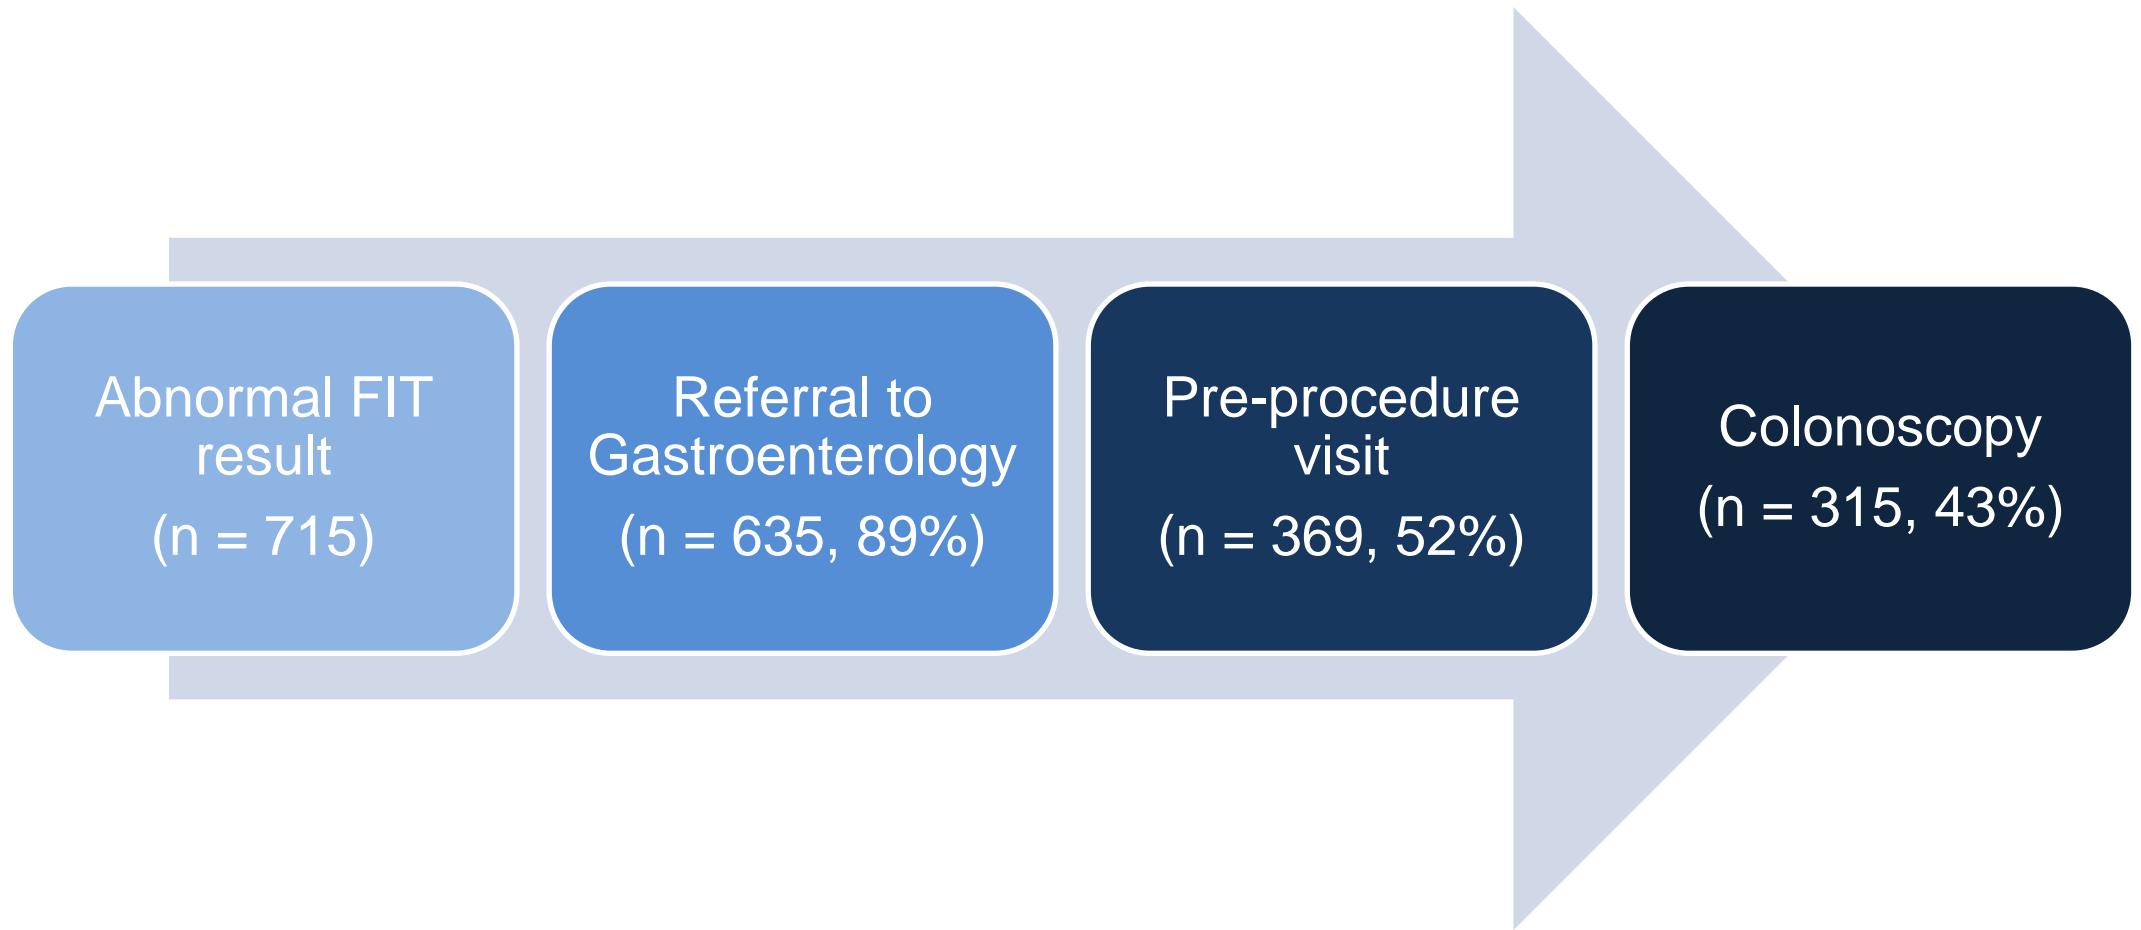 Abnormal FIT
result
(n = 715)
Referral to
Gastroenterology
(n = 635, 89%)
Pre-procedure
visit
(n = 369, 52%)
Colonoscopy
(n = 315, 43%)